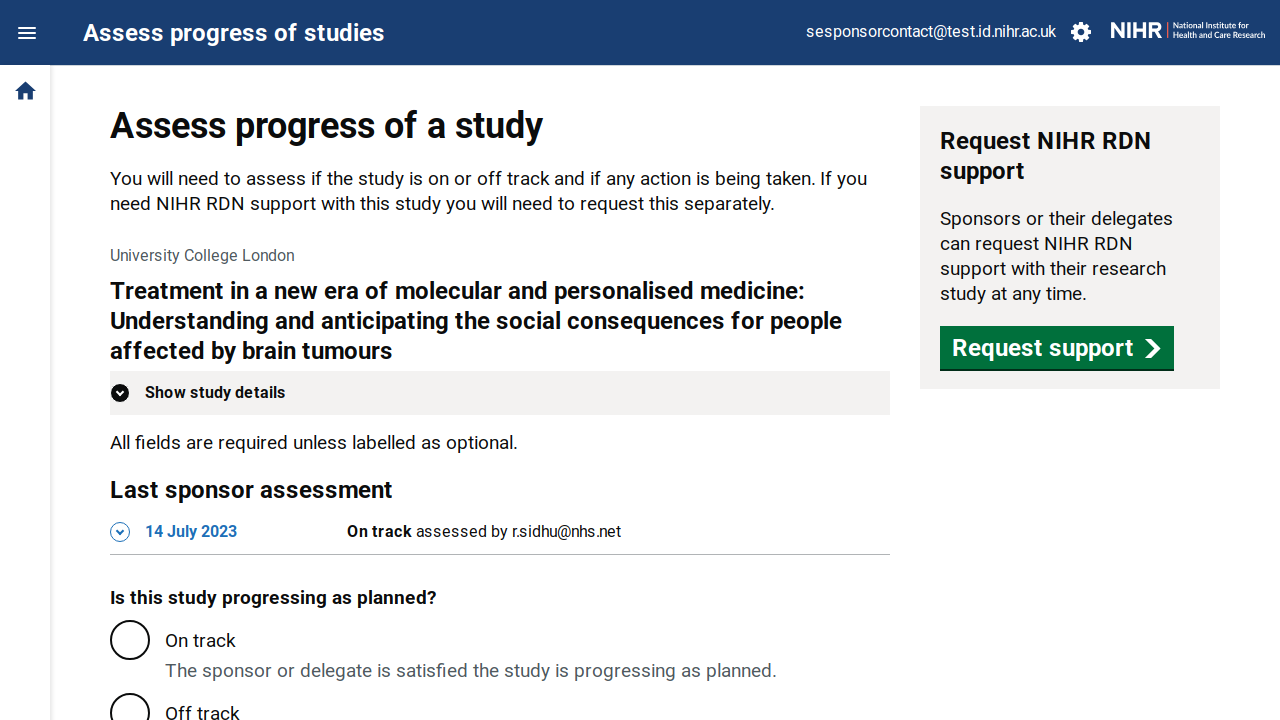 Assess progress of studies
sesponsorcontact@test.id.nihr.ac.uk
NIHR
National Institute for
Health and Care Research
Assess progress of a study
You will need to assess if the study is on or off track and if any action is being taken. If you
need NIHR RDN support with this study you will need to request this separately.
University College London
Treatment in a new era of molecular and personalised medicine:
Understanding and anticipating the social consequences for people
affected by brain tumours
Show study details
All fields are required unless labelled as optional.
Last sponsor assessment
14 July 2023 On track assessed by r.sidhu@nhs.net
Is this study progressing as planned?
On track
The sponsor or delegate is satisfied the study is progressing as planned.
Off track
Request NIHR RDN
support
Sponsors or their delegates
can request NIHR RDN
support with their research
study at any time.
Request support